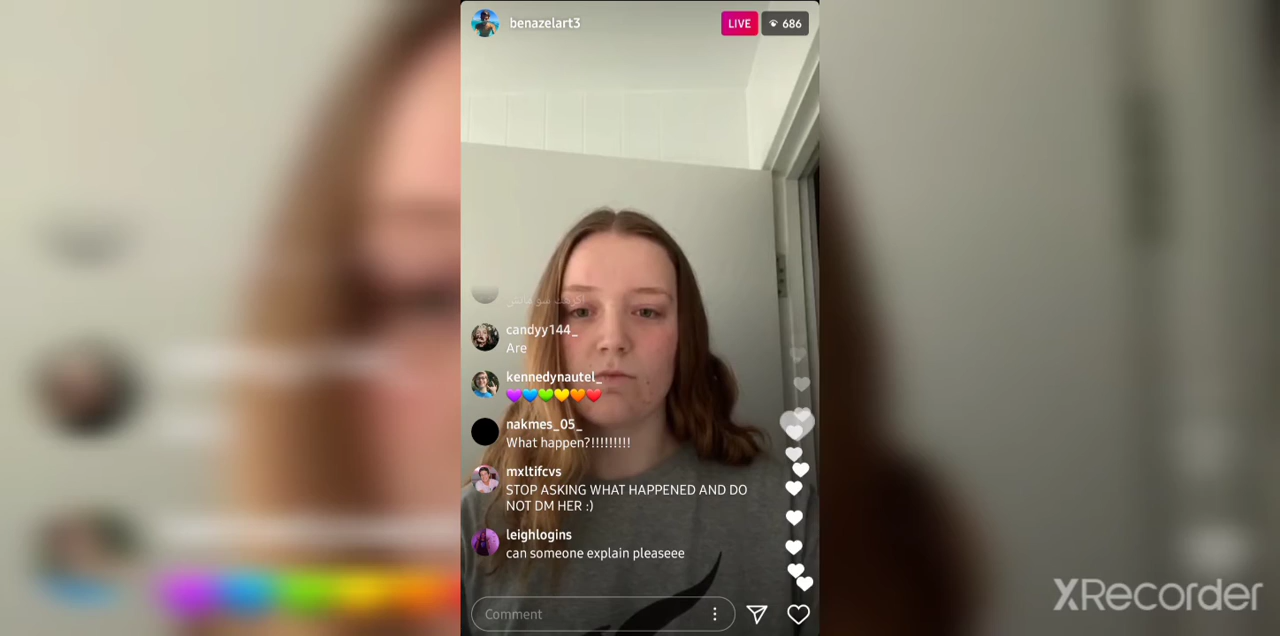 benazelart3
LIVE
686
candyy144_
Are
kennedynautel_
💜💙💚💛🧡❤️
nakmes_05_
What happen?!!!!!!!!!
mxltifcvs
STOP ASKING WHAT HAPPENED AND DO
NOT DM HER :)
leighlogins
can someone explain pleaseee
Comment
XRecorder